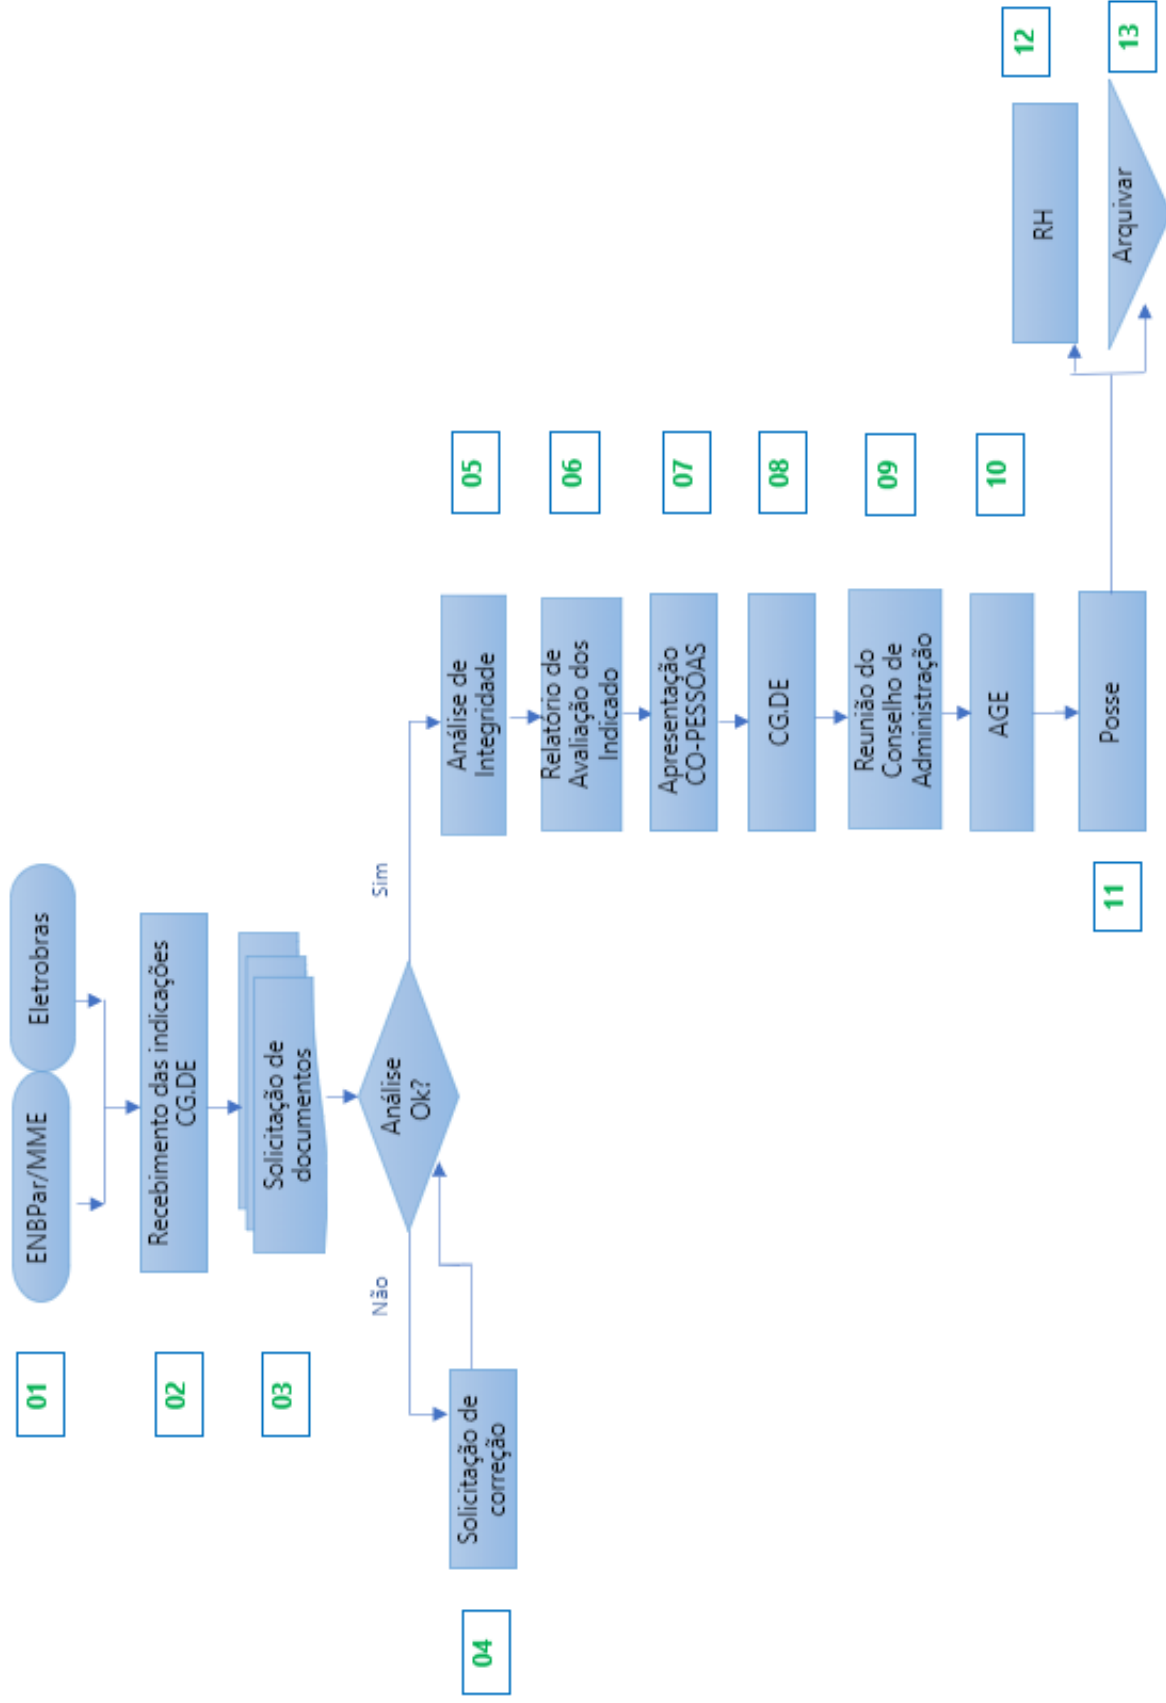 01
ENBPar/MME
Eletrobras
02
Recebimento das indicações
CG.DE
03
Solicitação de
documentos
Análise
Ok?
Não
Sim
04
Solicitação de
correção
Análise de
Integridade
05
Relatório de
Avaliação dos
Indicado
06
Apresentação
CO-PESSOAS
07
CG.DE
08
Reunião do
Conselho de
Administração
09
AGE
10
11
Posse
RH
12
Arquivar
13